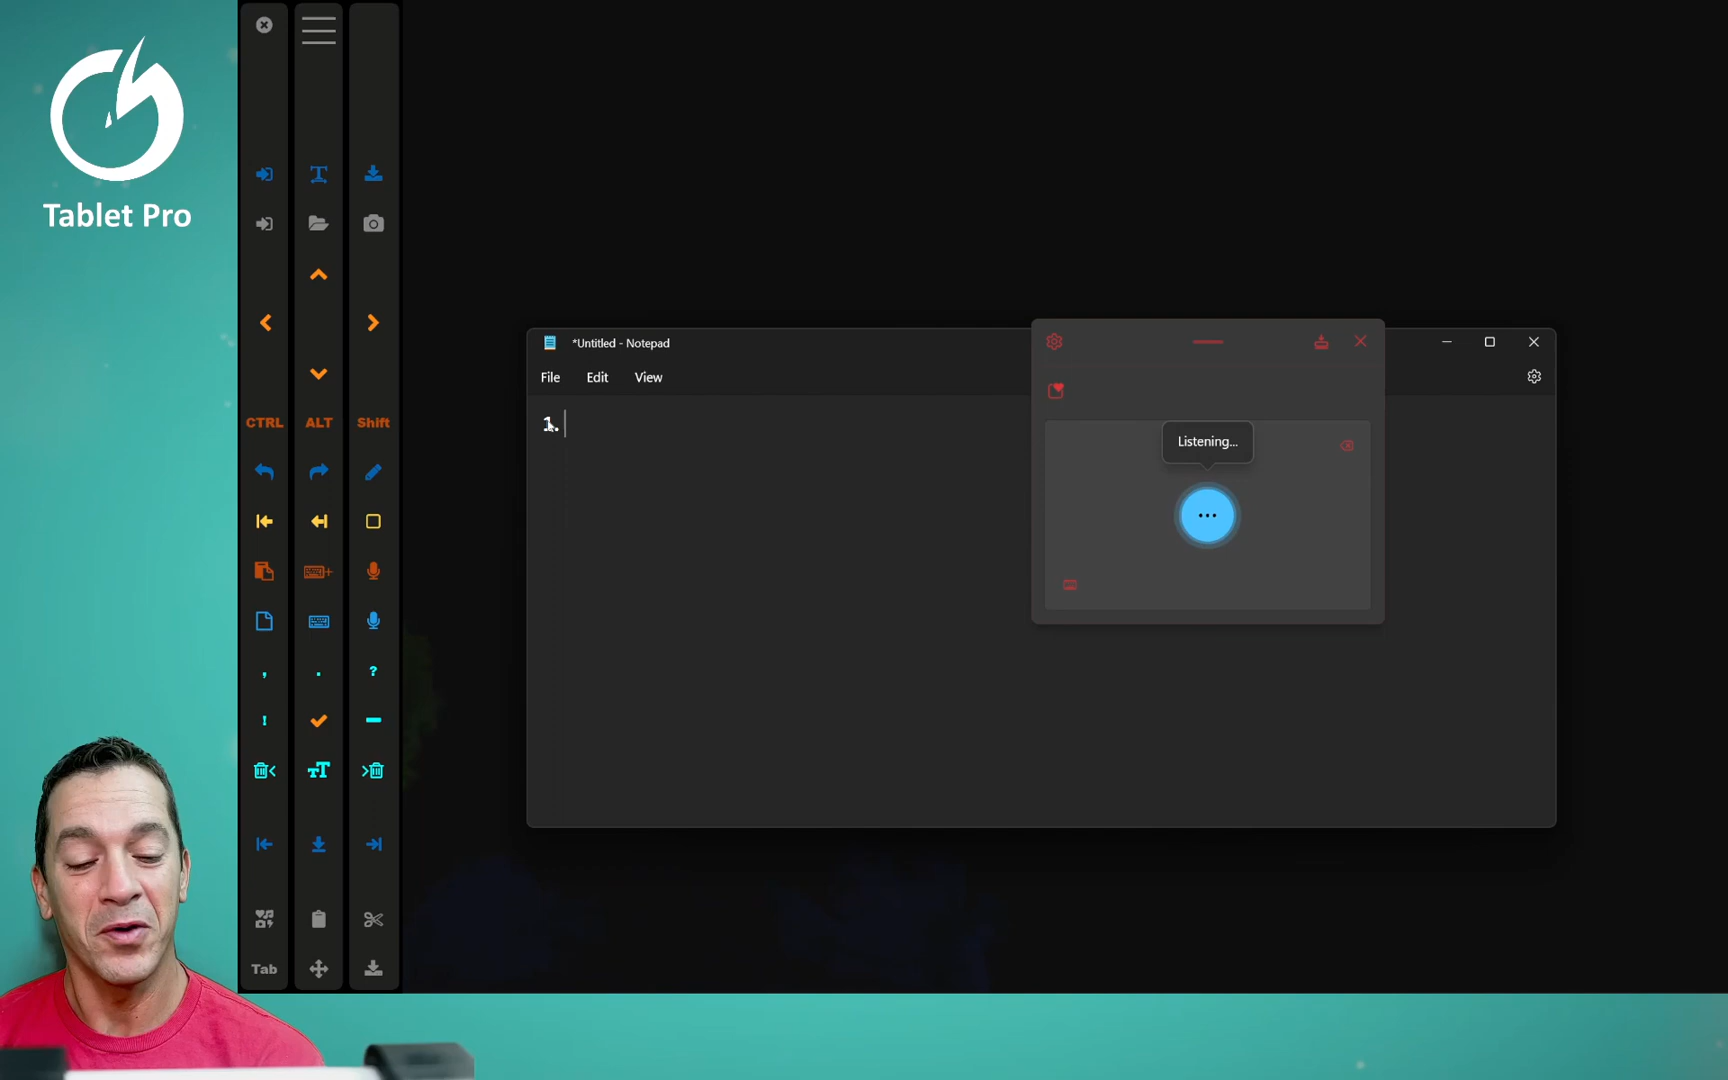 Tablet Pro
*Untitled - Notepad
File Edit View
1.
Listening...
CTRL ALT Shift
, . ?
!
Tab